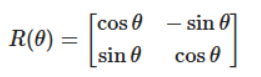 R(θ) = [cos θ − sin θ
sin θ cos θ]